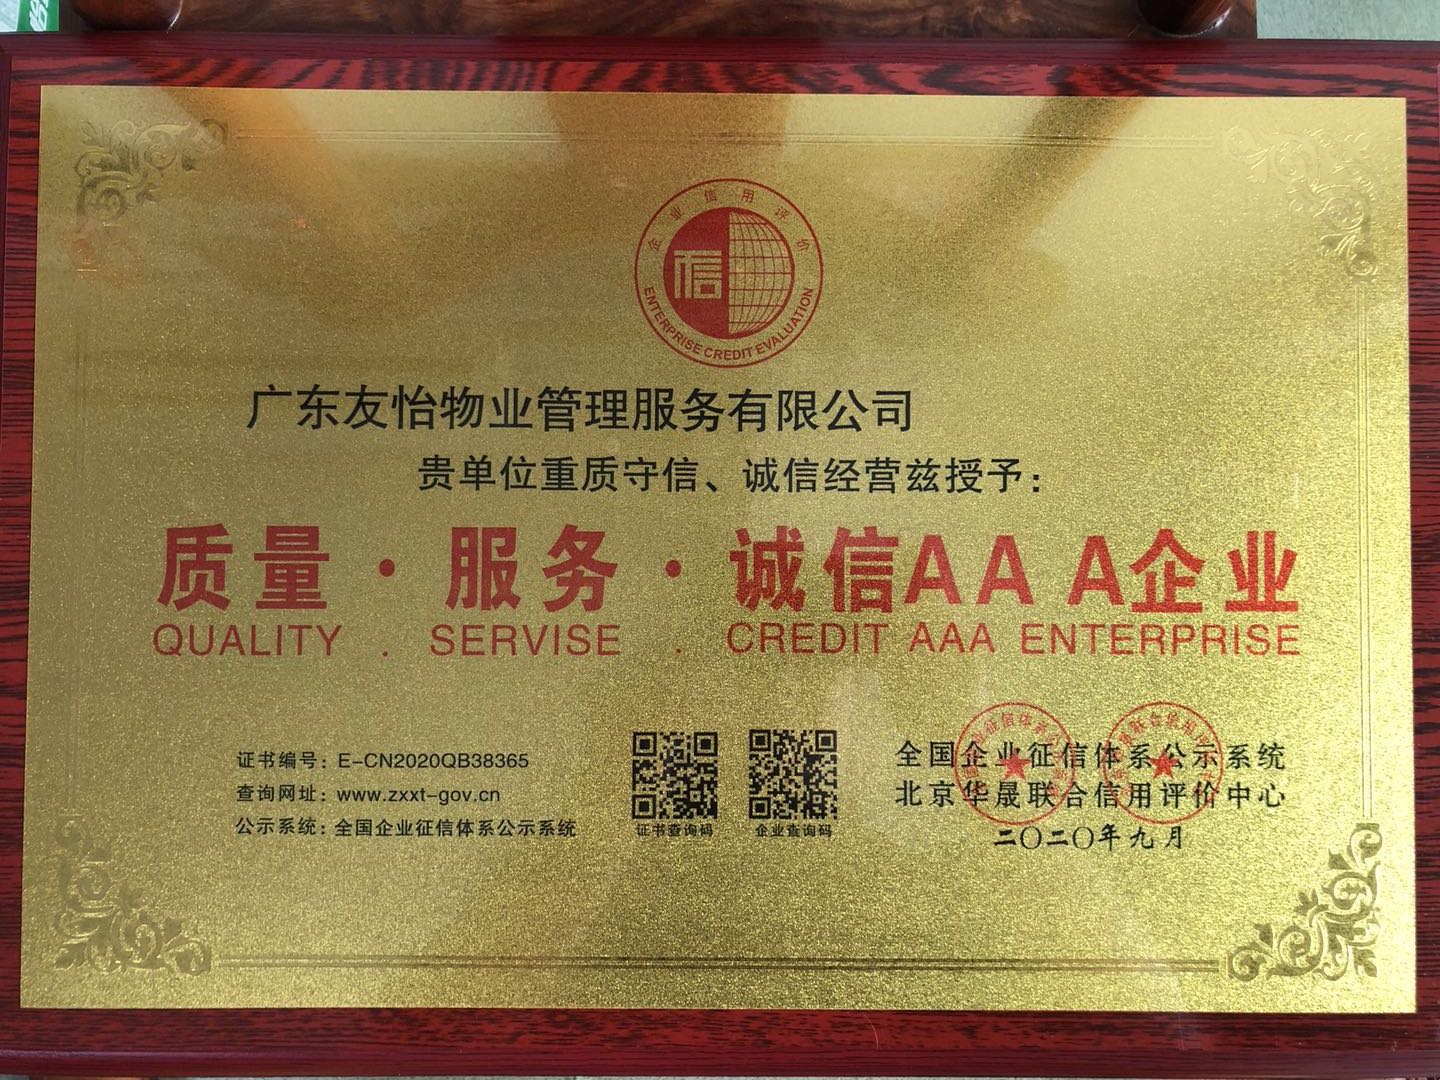 企业信用评价
信
ENTERPRISE CREDIT EVALUATION
广东友怡物业管理服务有限公司
贵单位重质守信、诚信经营兹授予：
质量·服务·诚信AAA企业
QUALITY . SERVISE . CREDIT AAA ENTERPRISE
证书编号：E-CN2020QB38365
查询网址：www.zxxt-gov.cn
公示系统：全国企业征信体系公示系统
证书查询码
企业查询码
全国企业征信体系公示系统
北京华晟联合信用评价中心
二〇二〇年九月